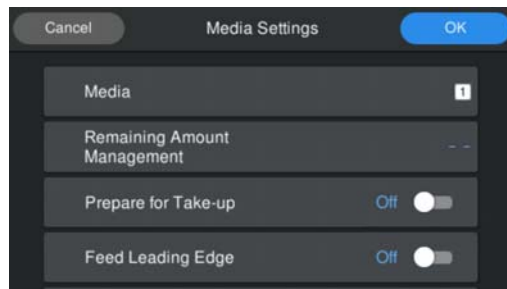 Cancel Media Settings OK
Media 1
Remaining Amount
Management - -
Prepare for Take-up Off
Feed Leading Edge Off